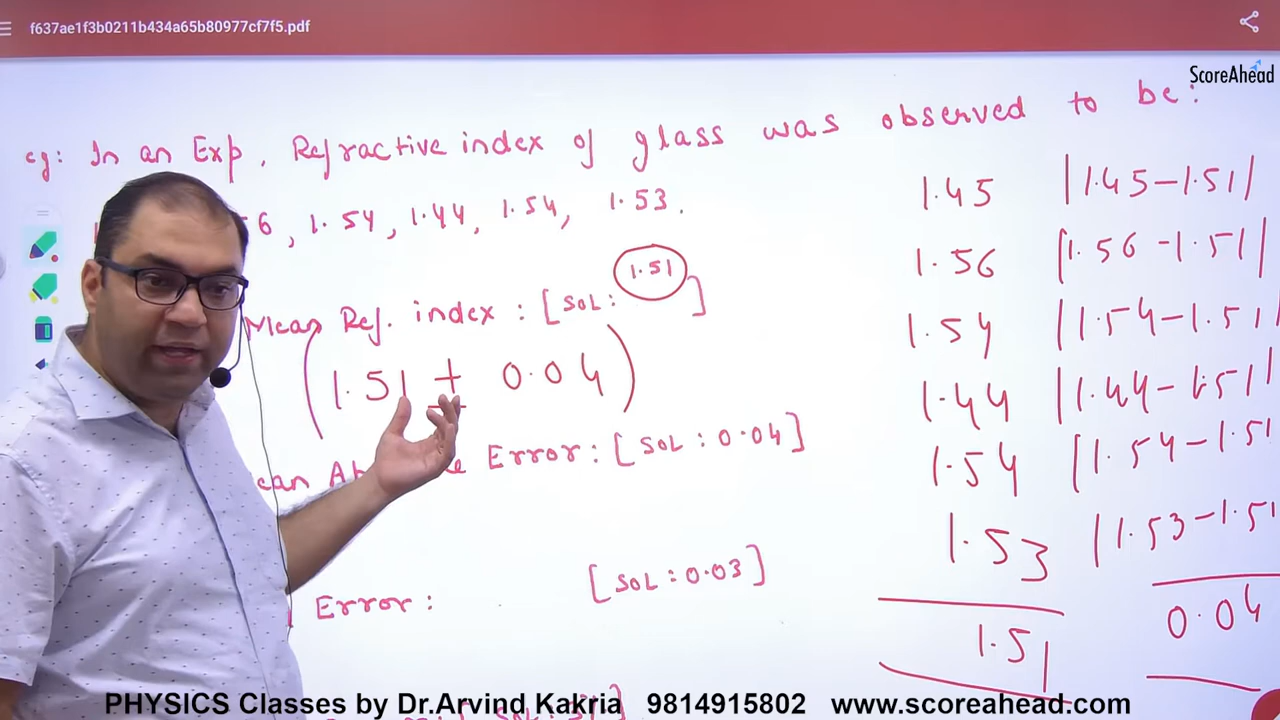 f637ae1f3b0211b434a65b80977cf7f5.pdf
ScoreAhead
eg: In an Exp, Refractive index of glass was observed to be:
6, 1.54, 1.44, 1.54, 1.53.
Mean Ref. index : [SOL: 1.51]
(1.51 ± 0.04)
Error: [SOL: 0.04]
Error: [SOL: 0.03]
1.45 |1.45-1.51|
1.56 |1.56-1.51|
1.54 |1.54-1.51|
1.44 |1.44-1.51|
1.54 |1.54-1.51
1.53 |1.53-1.51
1.51 0.04
PHYSICS Classes by Dr.Arvind Kakria 9814915802 www.scoreahead.com